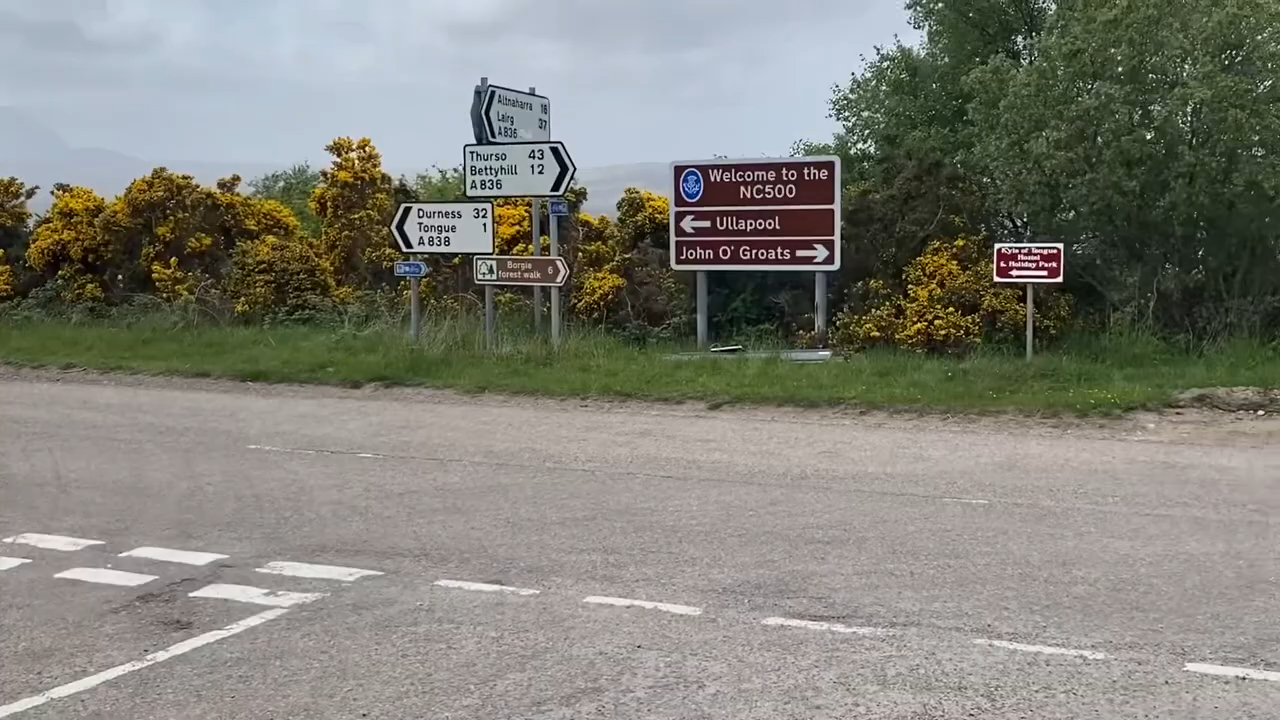 Altnaharra 16
Lairg 37
A836
Thurso 43
Bettyhill 12
A836
Durness 32
Tongue 1
A838
Borgie
forest walk 6
Welcome to the
NC500
Ullapool
John O' Groats
Kyle of Tongue
Hostel
& Holiday Park